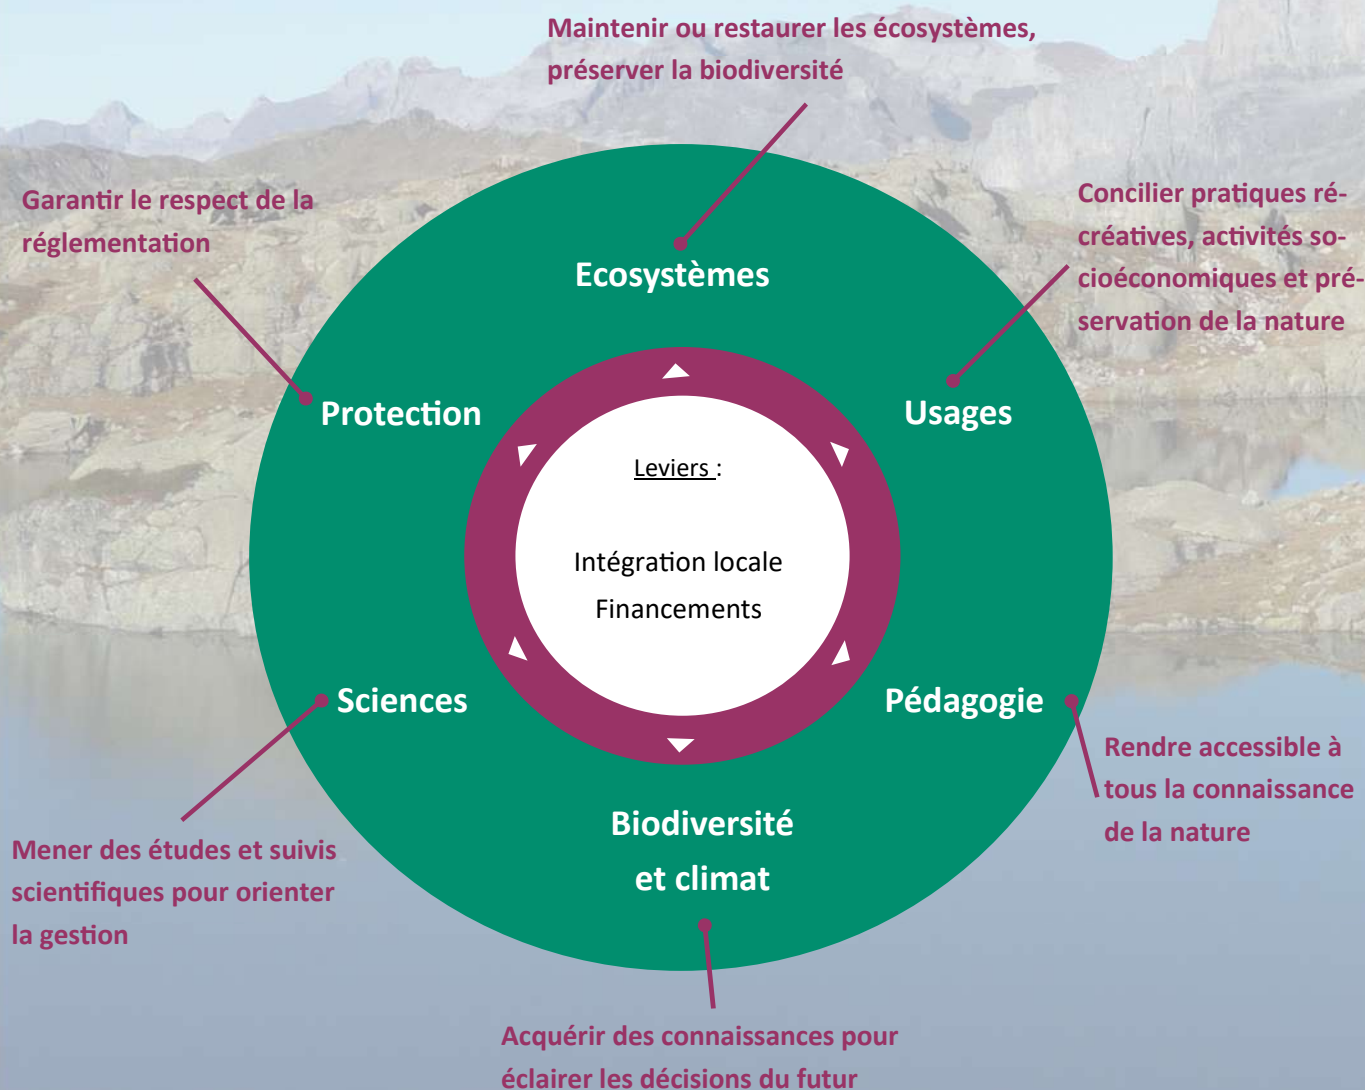 Maintenir ou restaurer les écosystèmes,
préserver la biodiversité
Garantir le respect de la
réglementation
Concilier pratiques ré-
créatives, activités so-
cioéconomiques et pré-
servation de la nature
Ecosystèmes
Protection
Usages
Leviers :
Intégration locale
Financements
Sciences
Pédagogie
Biodiversité
et climat
Rendre accessible à
tous la connaissance
de la nature
Mener des études et suivis
scientifiques pour orienter
la gestion
Acquérir des connaissances pour
éclairer les décisions du futur